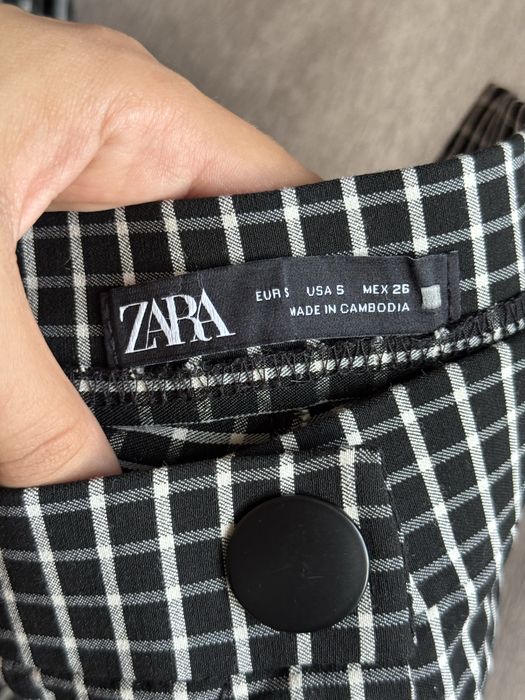 ZARA
EUR S USA S MEX 26
MADE IN CAMBODIA